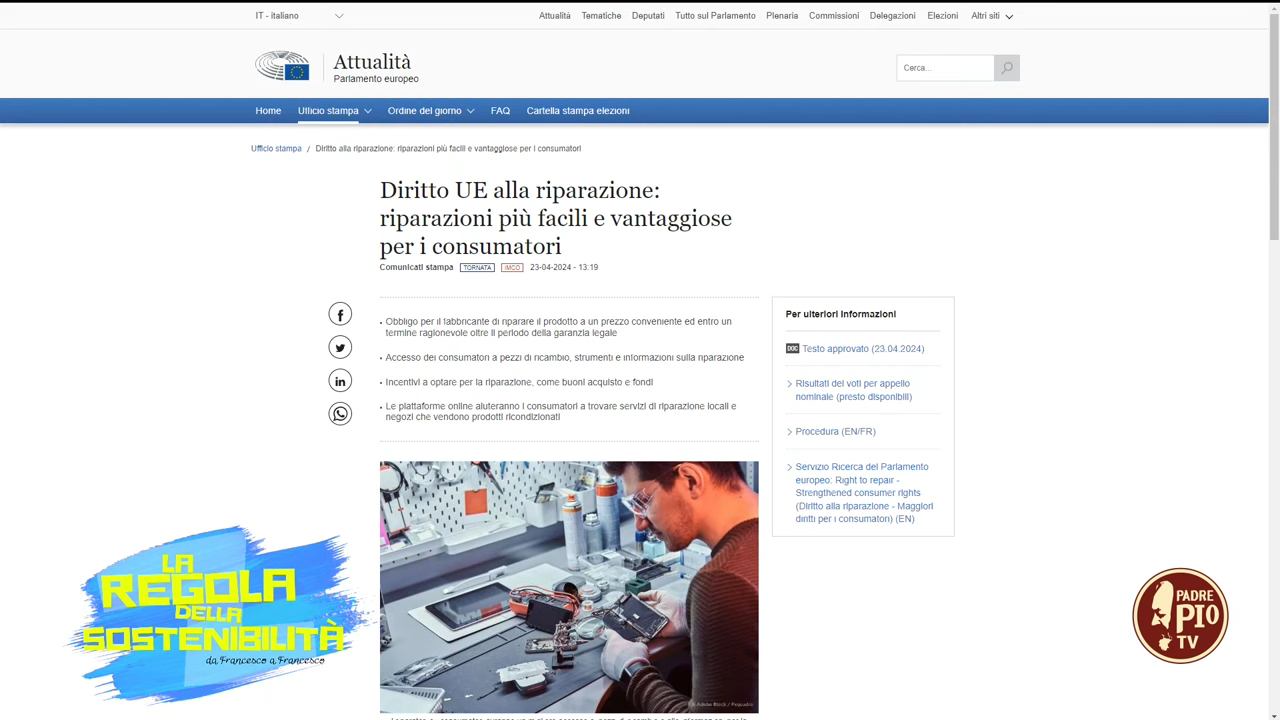 IT - italiano
Attualità Tematiche Deputati Tutto sul Parlamento Plenaria Commissioni Delegazioni Elezioni Altri siti
Attualità
Parlamento europeo
Cerca...
Home Ufficio stampa Ordine del giorno FAQ Cartella stampa elezioni
Ufficio stampa / Diritto alla riparazione: riparazioni più facili e vantaggiose per i consumatori
Diritto UE alla riparazione:
riparazioni più facili e vantaggiose
per i consumatori
Comunicati stampa TORNATA IMCO 23-04-2024 - 13:19
• Obbligo per il fabbricante di riparare il prodotto a un prezzo conveniente ed entro un
termine ragionevole oltre il periodo della garanzia legale
• Accesso dei consumatori a pezzi di ricambio, strumenti e informazioni sulla riparazione
• Incentivi a optare per la riparazione, come buoni acquisto e fondi
• Le piattaforme online aiuteranno i consumatori a trovare servizi di riparazione locali e
negozi che vendono prodotti ricondizionati
Per ulteriori informazioni
DOC Testo approvato (23.04.2024)
Risultati dei voti per appello
nominale (presto disponibili)
Procedura (EN/FR)
Servizio Ricerca del Parlamento
europeo: Right to repair -
Strengthened consumer rights
(Diritto alla riparazione - Maggiori
diritti per i consumatori) (EN)
LA
REGOLA
DELLA
SOSTENIBILITÀ
da Francesco a Francesco
PADRE
PIO
TV